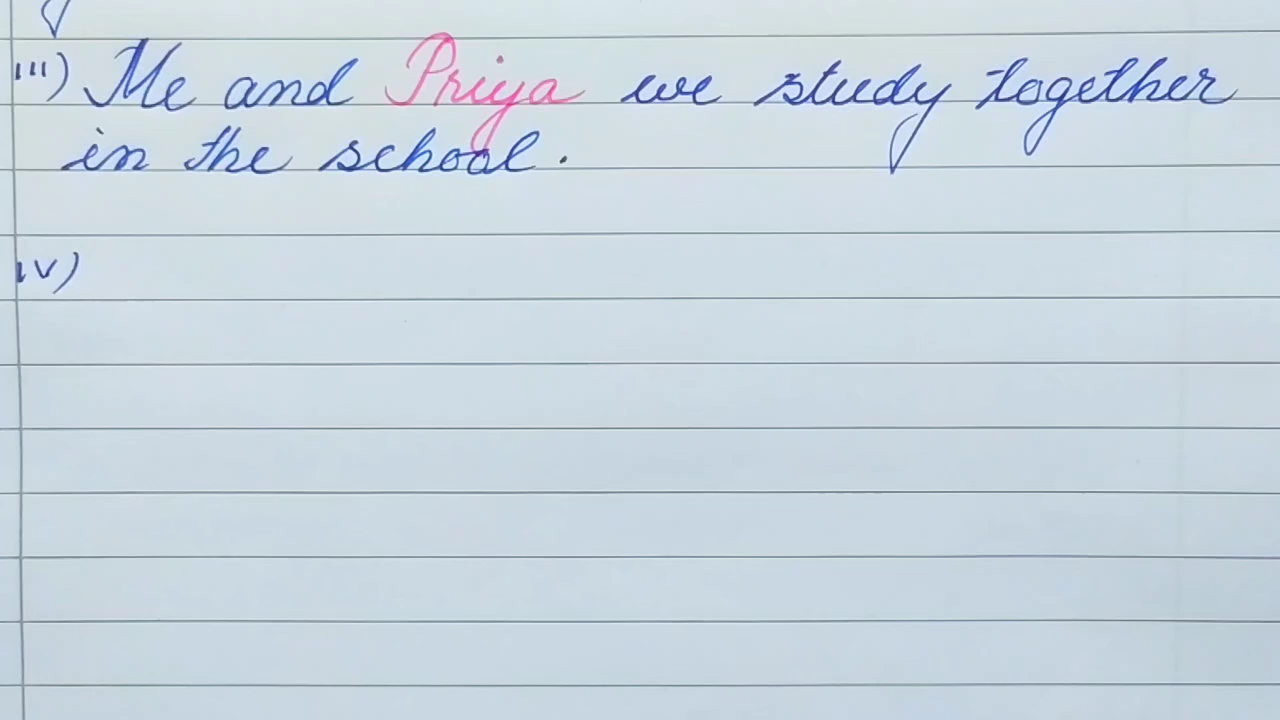 iii) Me and Priya we study together
in the school.
iv)